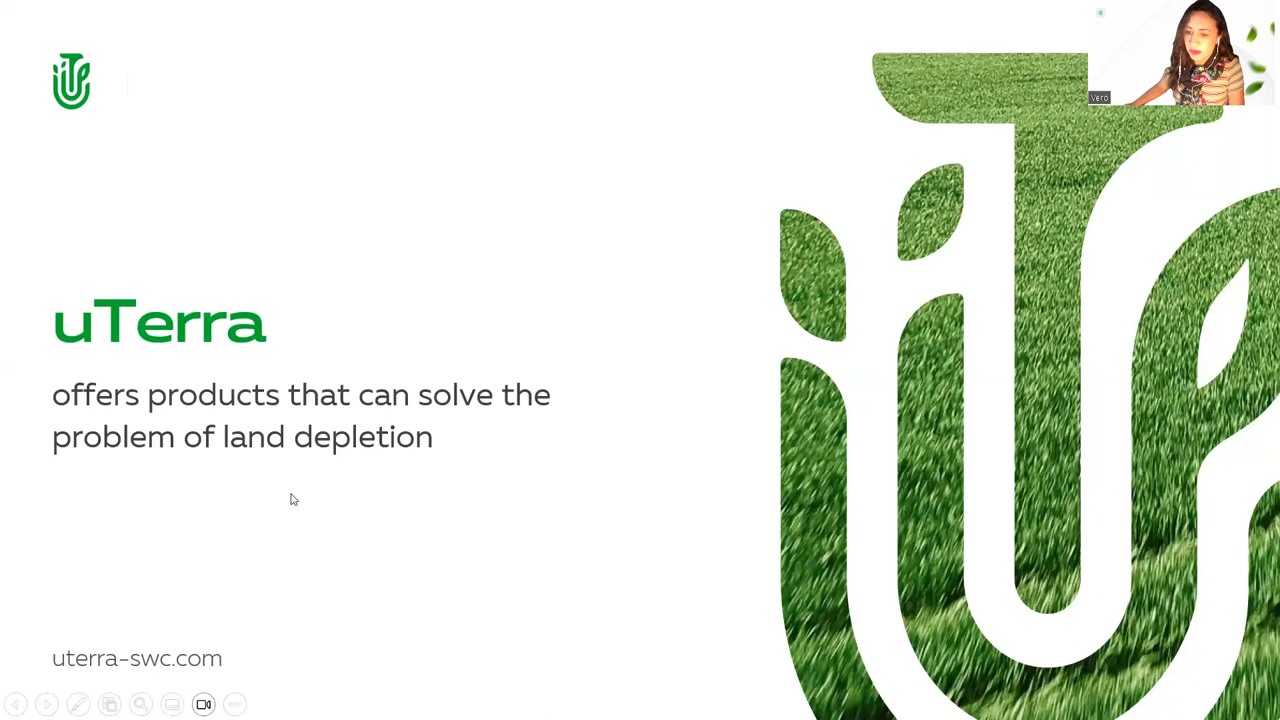 Vero
uTerra
offers products that can solve the
problem of land depletion
uterra-swc.com